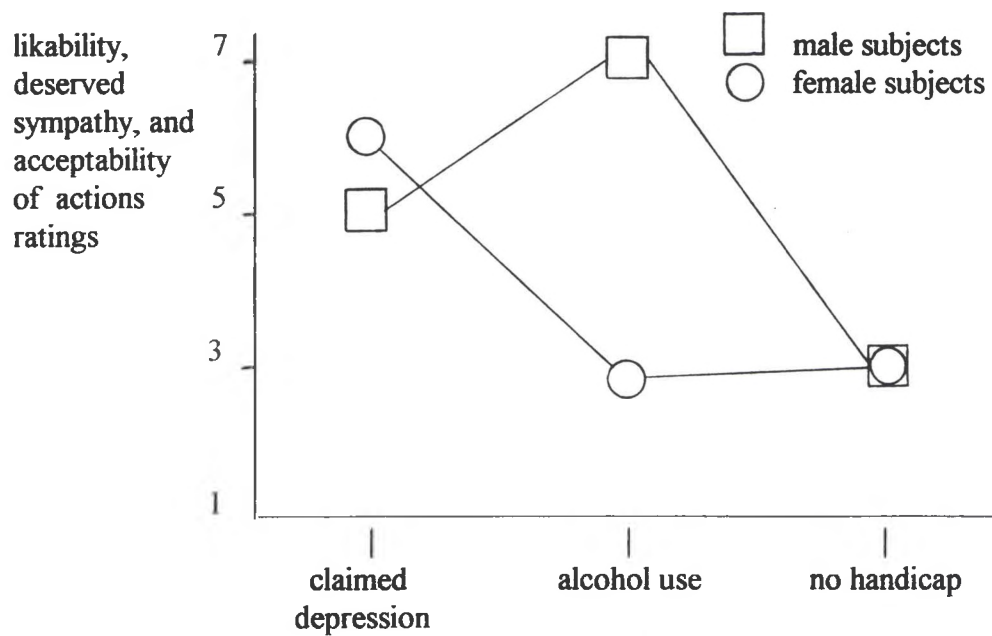 likability,
deserved
sympathy, and
acceptability
of actions
ratings
7
5
3
1
male subjects
female subjects
claimed
depression
alcohol use
no handicap